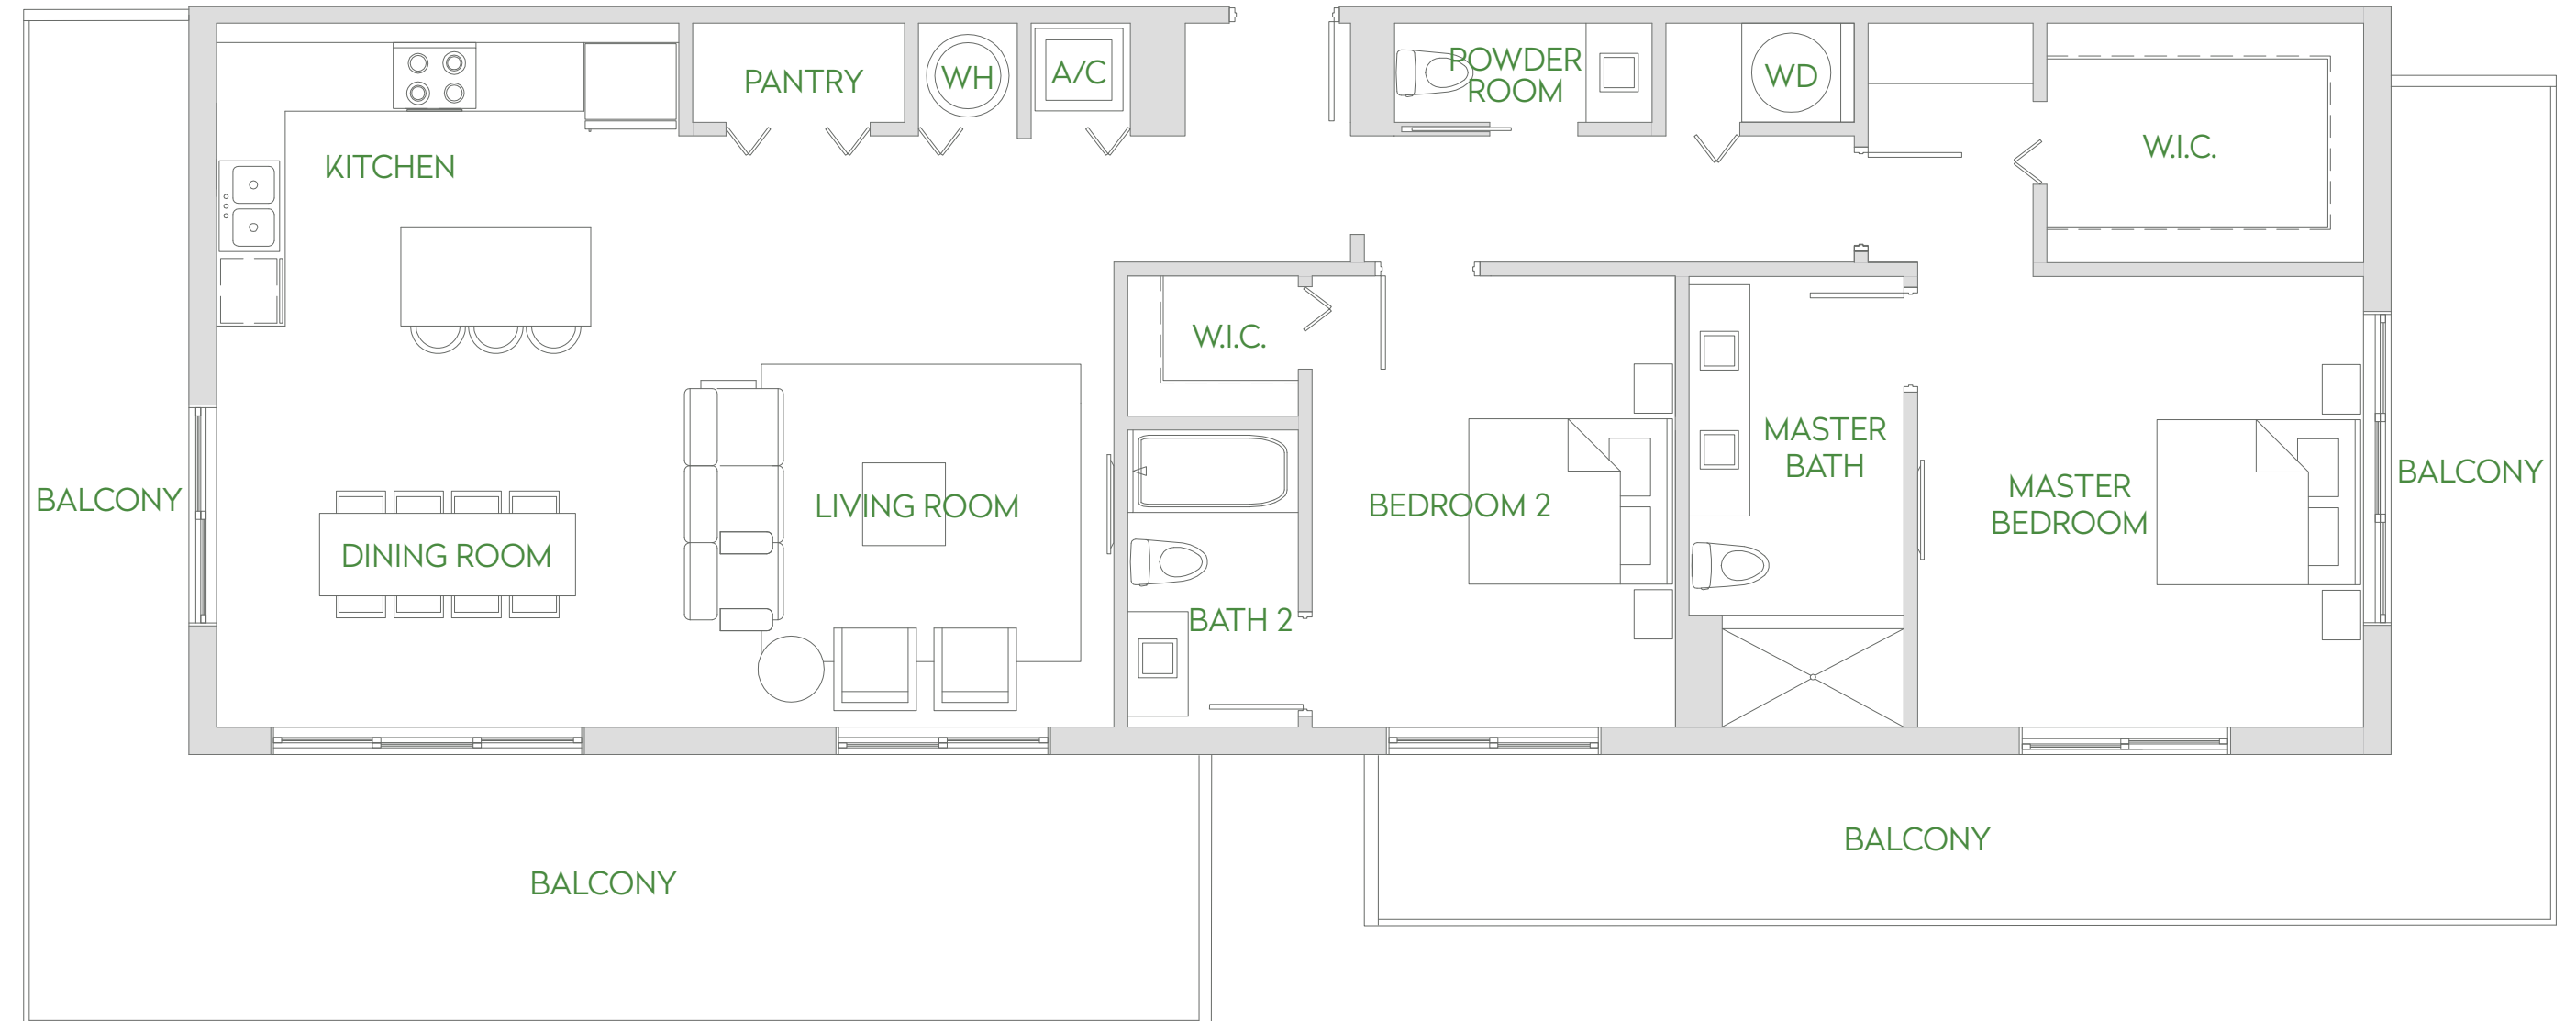 PANTRY
WH
A/C
POWDER
ROOM
WD
W.I.C.
KITCHEN
W.I.C.
MASTER
BATH
BALCONY
DINING ROOM
LIVING ROOM
BEDROOM 2
MASTER
BEDROOM
BALCONY
BATH 2
BALCONY
BALCONY